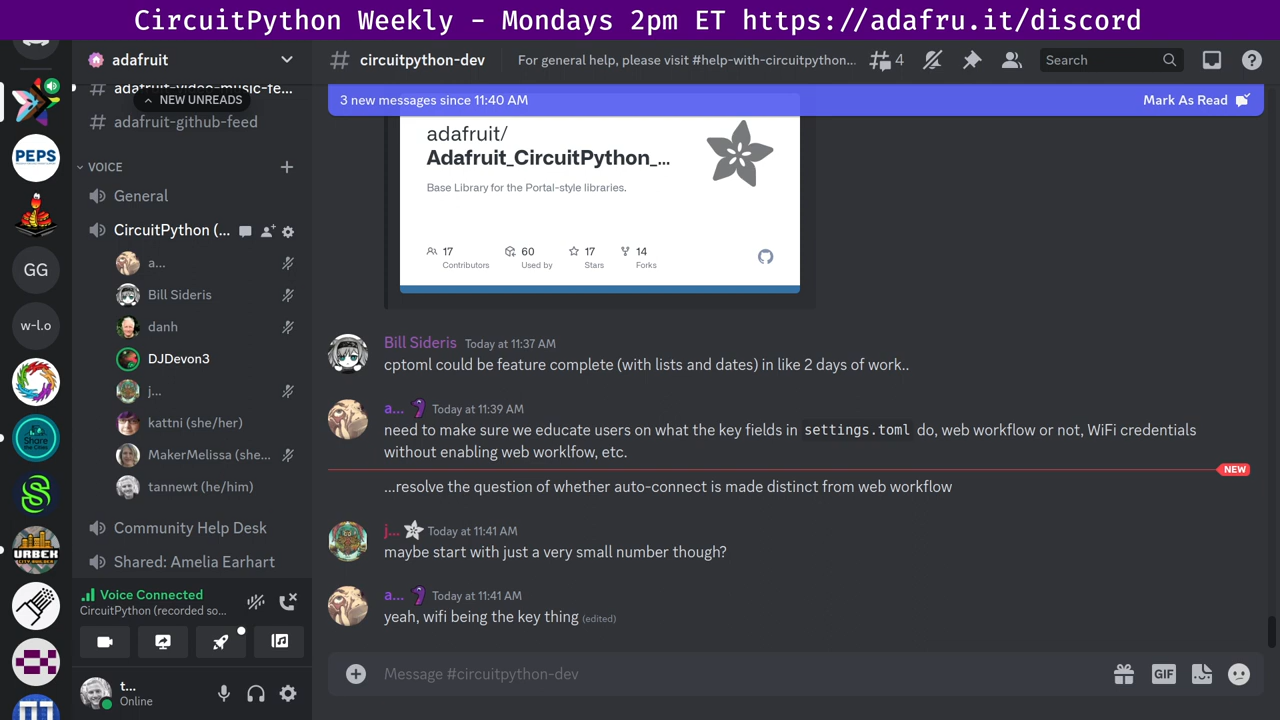 CircuitPython Weekly - Mondays 2pm ET https://adafru.it/discord
adafruit
adafruit-video-music-fe...
NEW UNREADS
# adafruit-github-feed
VOICE
General
CircuitPython (...
a...
Bill Sideris
danh
DJDevon3
j...
kattni (she/her)
MakerMelissa (she...
tannewt (he/him)
Community Help Desk
Shared: Amelia Earhart
Voice Connected
CircuitPython (recorded so...
t...
Online
PEPS
GG
w-l.o
Share
URBEX
# circuitpython-dev
For general help, please visit #help-with-circuitpython...
4
Search
3 new messages since 11:40 AM
Mark As Read
adafruit/
Adafruit_CircuitPython_...
Base Library for the Portal-style libraries.
17 Contributors
60 Used by
17 Stars
14 Forks
Bill Sideris Today at 11:37 AM
cptoml could be feature complete (with lists and dates) in like 2 days of work..
a... Today at 11:39 AM
need to make sure we educate users on what the key fields in settings.toml do, web workflow or not, WiFi credentials
without enabling web worklfow, etc.
NEW
...resolve the question of whether auto-connect is made distinct from web workflow
j... Today at 11:41 AM
maybe start with just a very small number though?
a... Today at 11:41 AM
yeah, wifi being the key thing (edited)
Message #circuitpython-dev
GIF